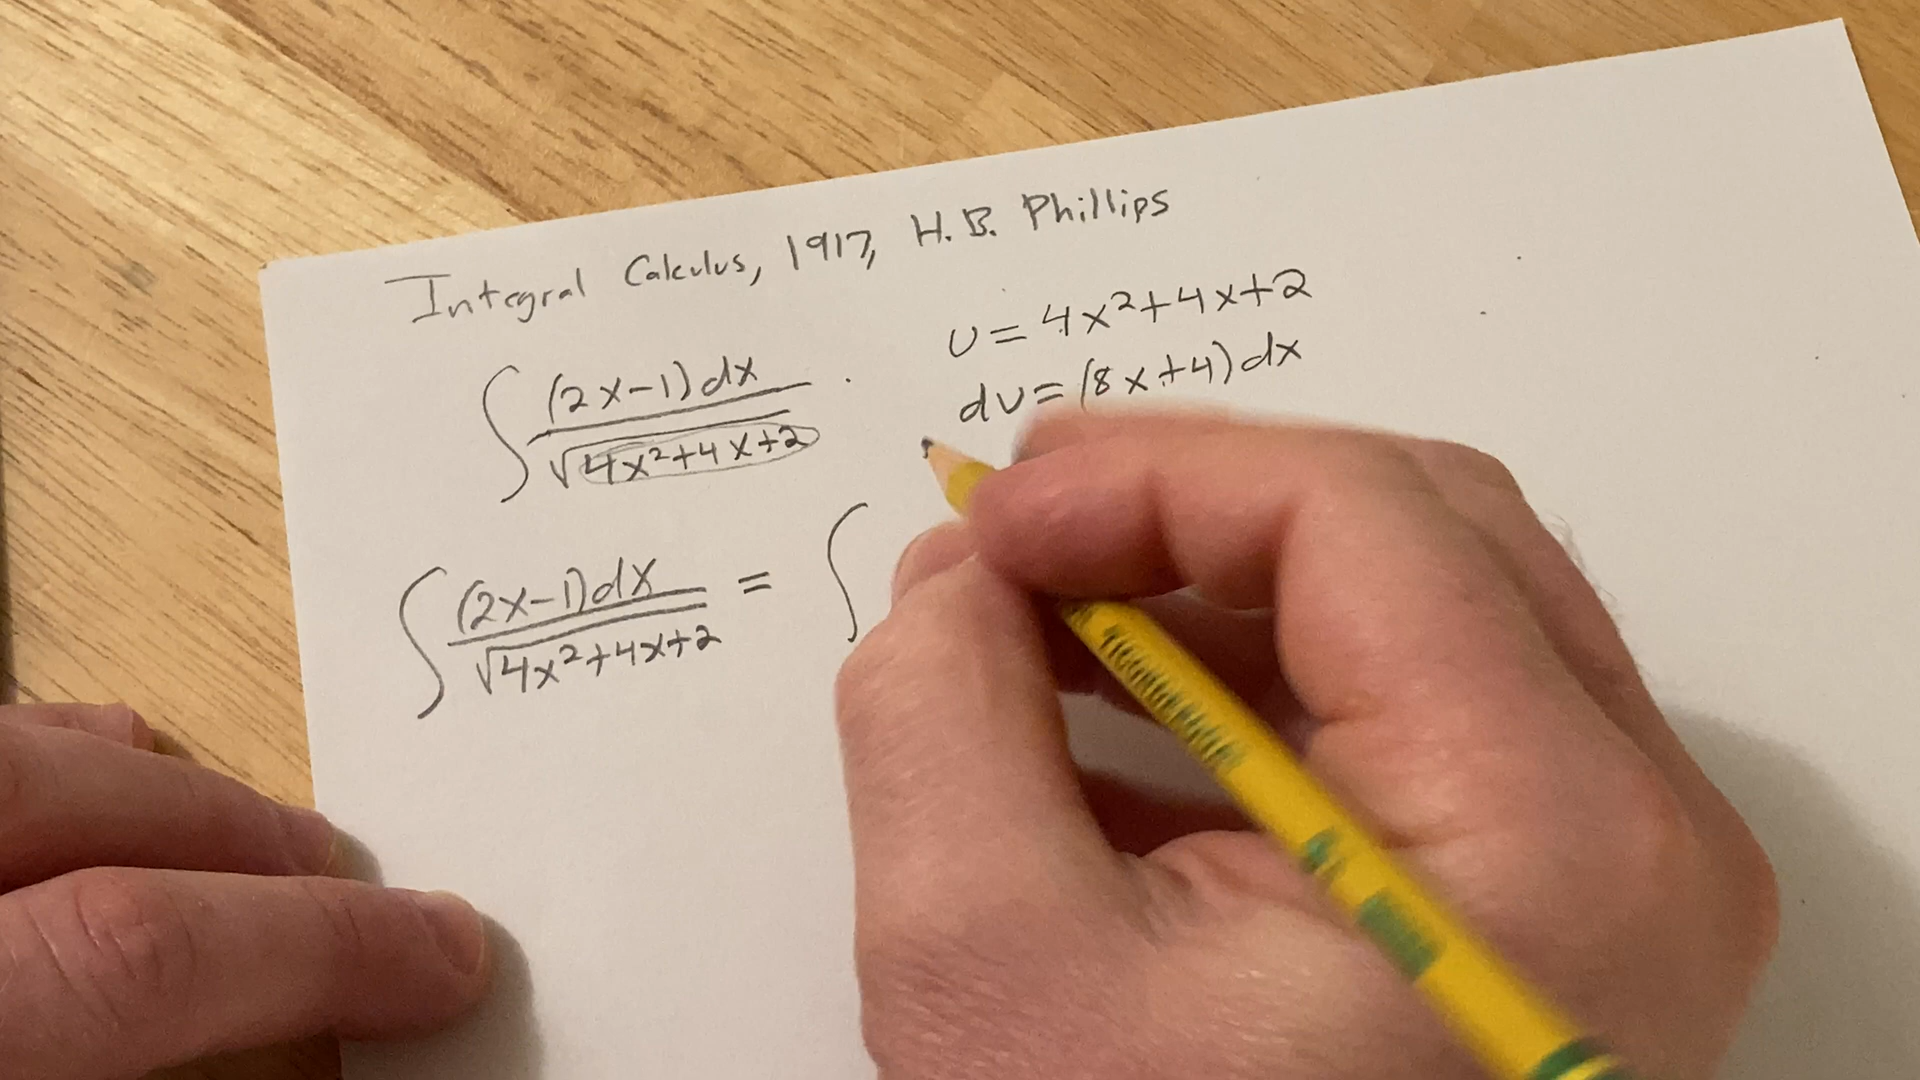 Integral Calculus, 1917, H. B. Phillips
∫ (2x-1)dx / √4x²+4x+2
u = 4x²+4x+2
du = (8x+4)dx
∫ (2x-1)dx / √4x²+4x+2 = ∫